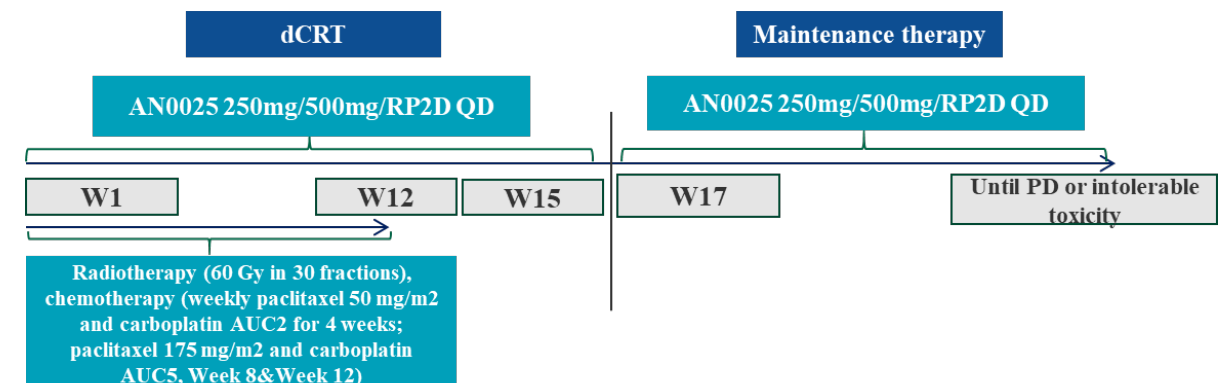 dCRT
Maintenance therapy
AN0025 250mg/500mg/RP2D QD
AN0025 250mg/500mg/RP2D QD
W1
W12
W15
W17
Until PD or intolerable
toxicity
Radiotherapy (60 Gy in 30 fractions),
chemotherapy (weekly paclitaxel 50 mg/m2
and carboplatin AUC2 for 4 weeks;
paclitaxel 175 mg/m2 and carboplatin
AUC5, Week 8&Week 12)